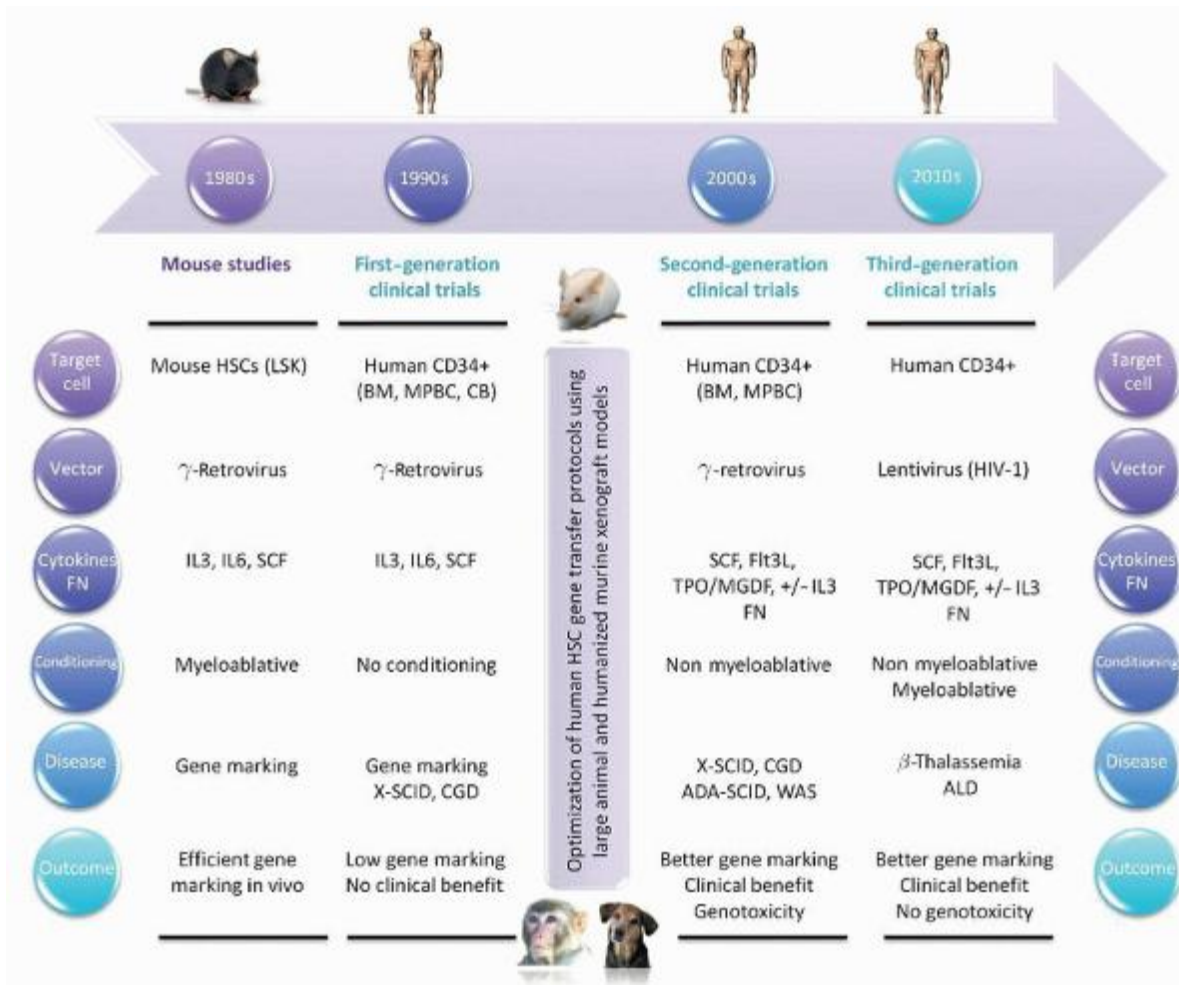 1980s
1990s
2000s
2010s
Mouse studies
First-generation
clinical trials
Second-generation
clinical trials
Third-generation
clinical trials
Target
cell
Mouse HSCs (LSK)
Human CD34+
(BM, MPBC, CB)
Human CD34+
(BM, MPBC)
Human CD34+
Target
cell
Vector
γ-Retrovirus
γ-Retrovirus
γ-retrovirus
Lentivirus (HIV-1)
Vector
Cytokines
FN
IL3, IL6, SCF
IL3, IL6, SCF
SCF, Flt3L,
TPO/MGDF, +/- IL3
FN
SCF, Flt3L,
TPO/MGDF, +/- IL3
FN
Cytokines
FN
Conditioning
Myeloablative
No conditioning
Non myeloablative
Non myeloablative
Myeloablative
Conditioning
Disease
Gene marking
Gene marking
X-SCID, CGD
X-SCID, CGD
ADA-SCID, WAS
β-Thalassemia
ALD
Disease
Outcome
Efficient gene
marking in vivo
Low gene marking
No clinical benefit
Better gene marking
Clinical benefit
Genotoxicity
Better gene marking
Clinical benefit
No genotoxicity
Outcome
Optimization of human HSC gene transfer protocols using
large animal and humanized murine xenograft models